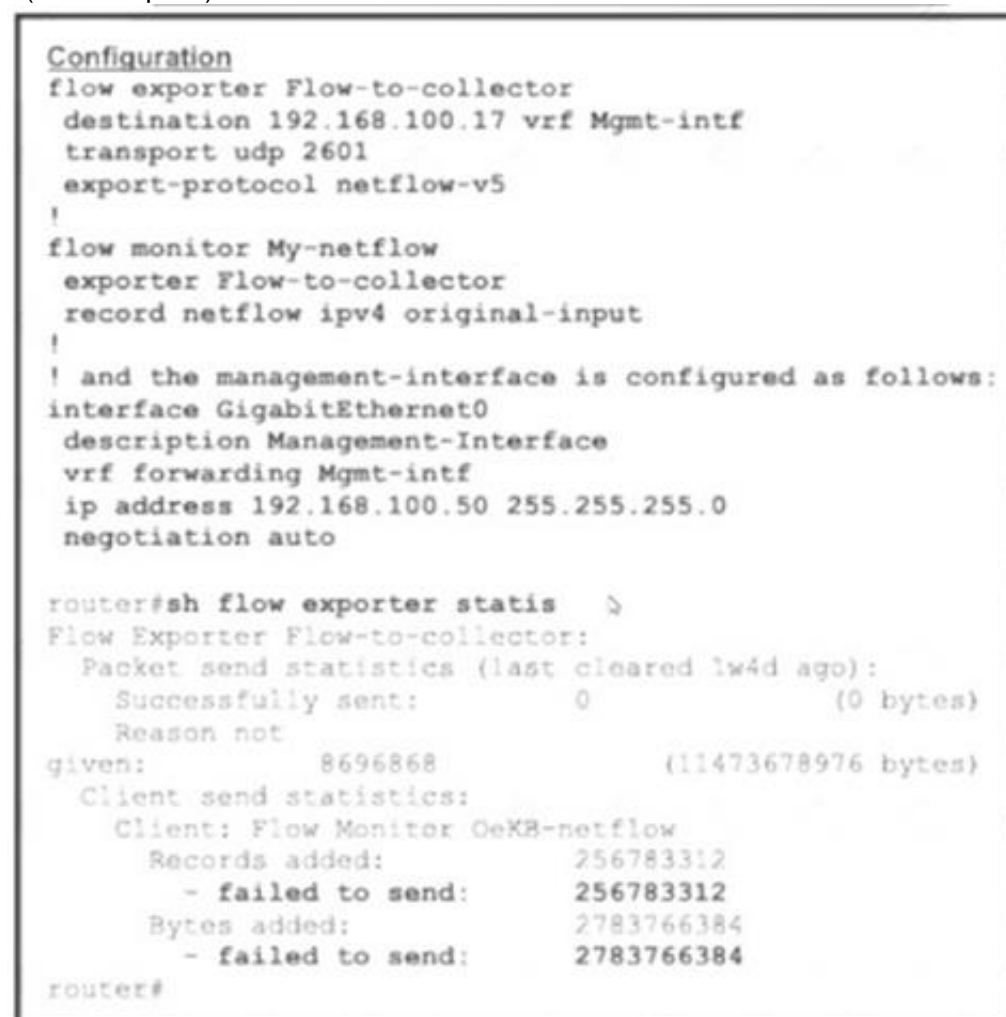 Configuration
flow exporter Flow-to-collector
destination 192.168.100.17 vrf Mgmt-intf
transport udp 2601
export-protocol netflow-v5
!
flow monitor My-netflow
exporter Flow-to-collector
record netflow ipv4 original-input
!
! and the management-interface is configured as follows:
interface GigabitEthernet0
description Management-Interface
vrf forwarding Mgmt-intf
ip address 192.168.100.50 255.255.255.0
negotiation auto
router#sh flow exporter statis
Flow Exporter Flow-to-collector:
Packet send statistics (last cleared 1w4d ago):
Successfully sent: 0 (0 bytes)
Reason not
given: 8696868 (11473678976 bytes)
Client send statistics:
Client: Flow Monitor OeKB-netflow
Records added: 256783312
- failed to send: 256783312
Bytes added: 2783766384
- failed to send: 2783766384
router#